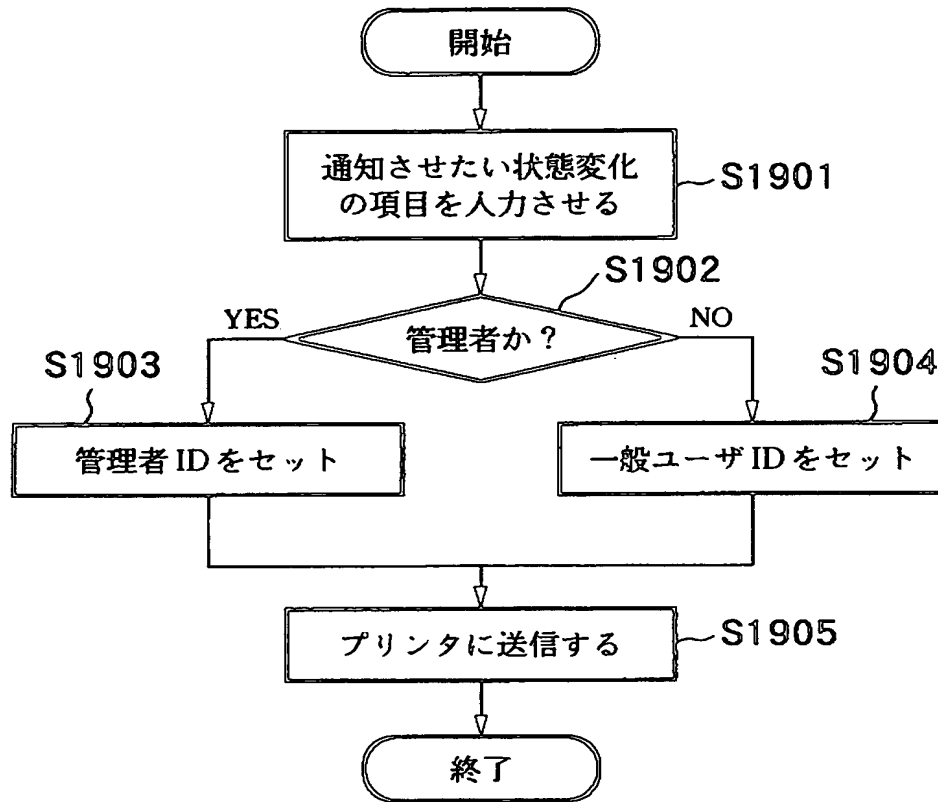 開始
通知させたい状態変化
の項目を入力させる
S1901
S1902
管理者か？
YES
NO
S1903
S1904
管理者IDをセット
一般ユーザIDをセット
プリンタに送信する
S1905
終了